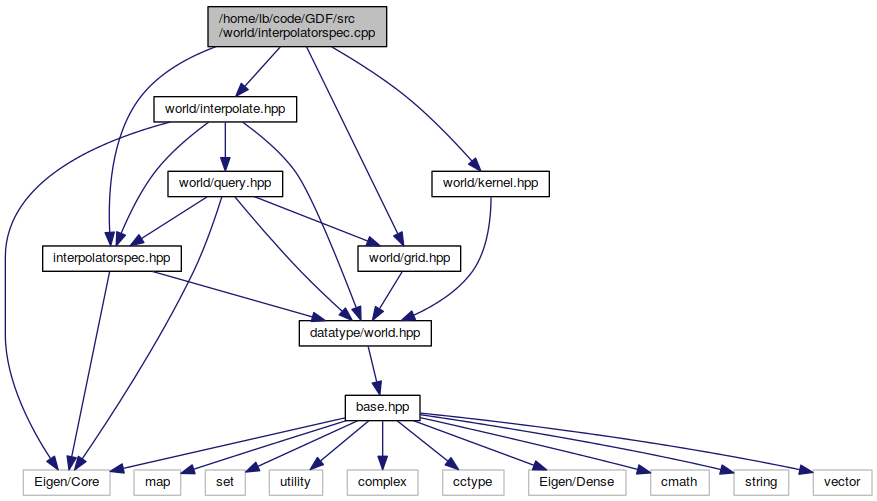 /home/lb/code/GDF/src
/world/interpolatorspec.cpp
world/interpolate.hpp
world/query.hpp
world/kernel.hpp
interpolatorspec.hpp
world/grid.hpp
datatype/world.hpp
base.hpp
Eigen/Core
map
set
utility
complex
cctype
Eigen/Dense
cmath
string
vector